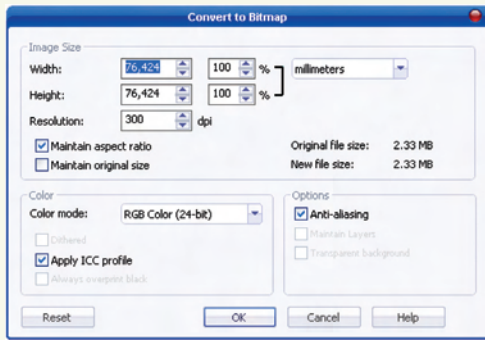 Convert to Bitmap
Image Size
Width: 76,424 100 % millimeters
Height: 76,424 100 %
Resolution: 300 dpi
Maintain aspect ratio Original file size: 2.33 MB
Maintain original size New file size: 2.33 MB
Color Options
Color mode: RGB Color (24-bit) Anti-aliasing
Dithered Maintain Layers
Apply ICC profile Transparent background
Always overprint black
Reset OK Cancel Help